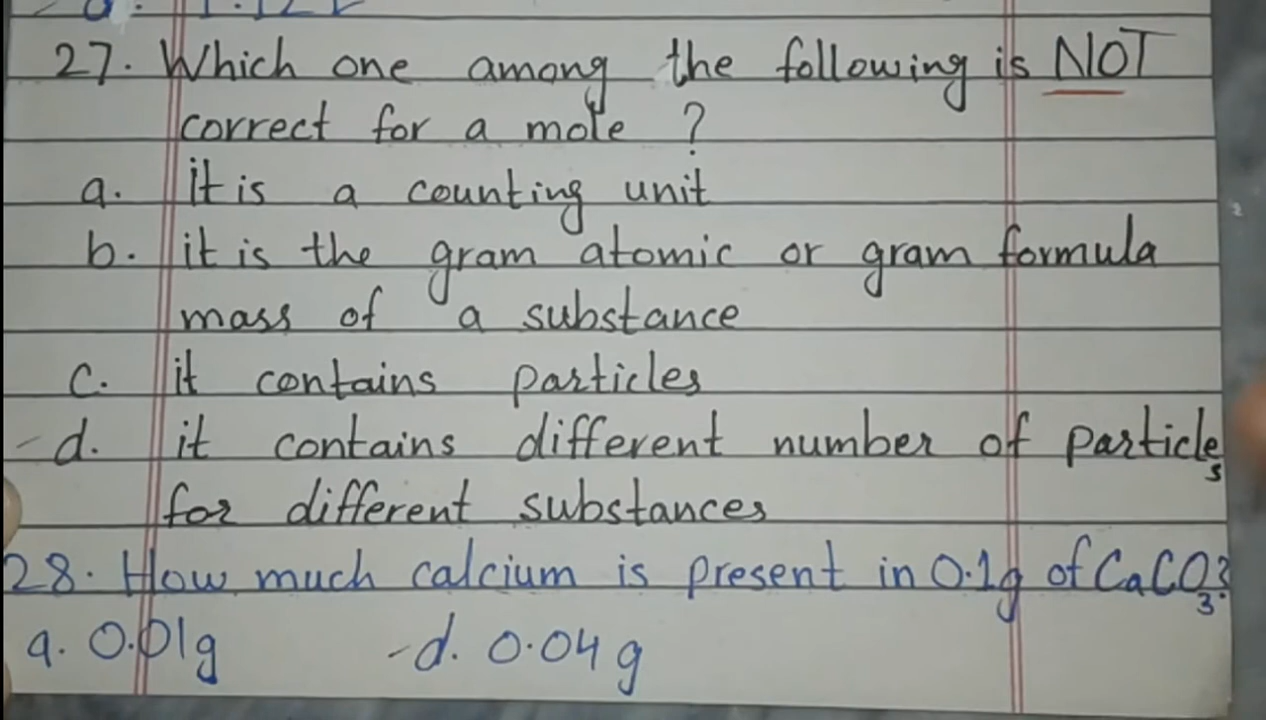 27. Which one among the following is NOT
correct for a mole ?
a. it is a counting unit
b. it is the gram atomic or gram formula
mass of a substance
c. it contains particles
-d. it contains different number of particles
for different substances
28. How much calcium is present in 0.1g of CaCO3?
a. 0.01g -d. 0.04 g